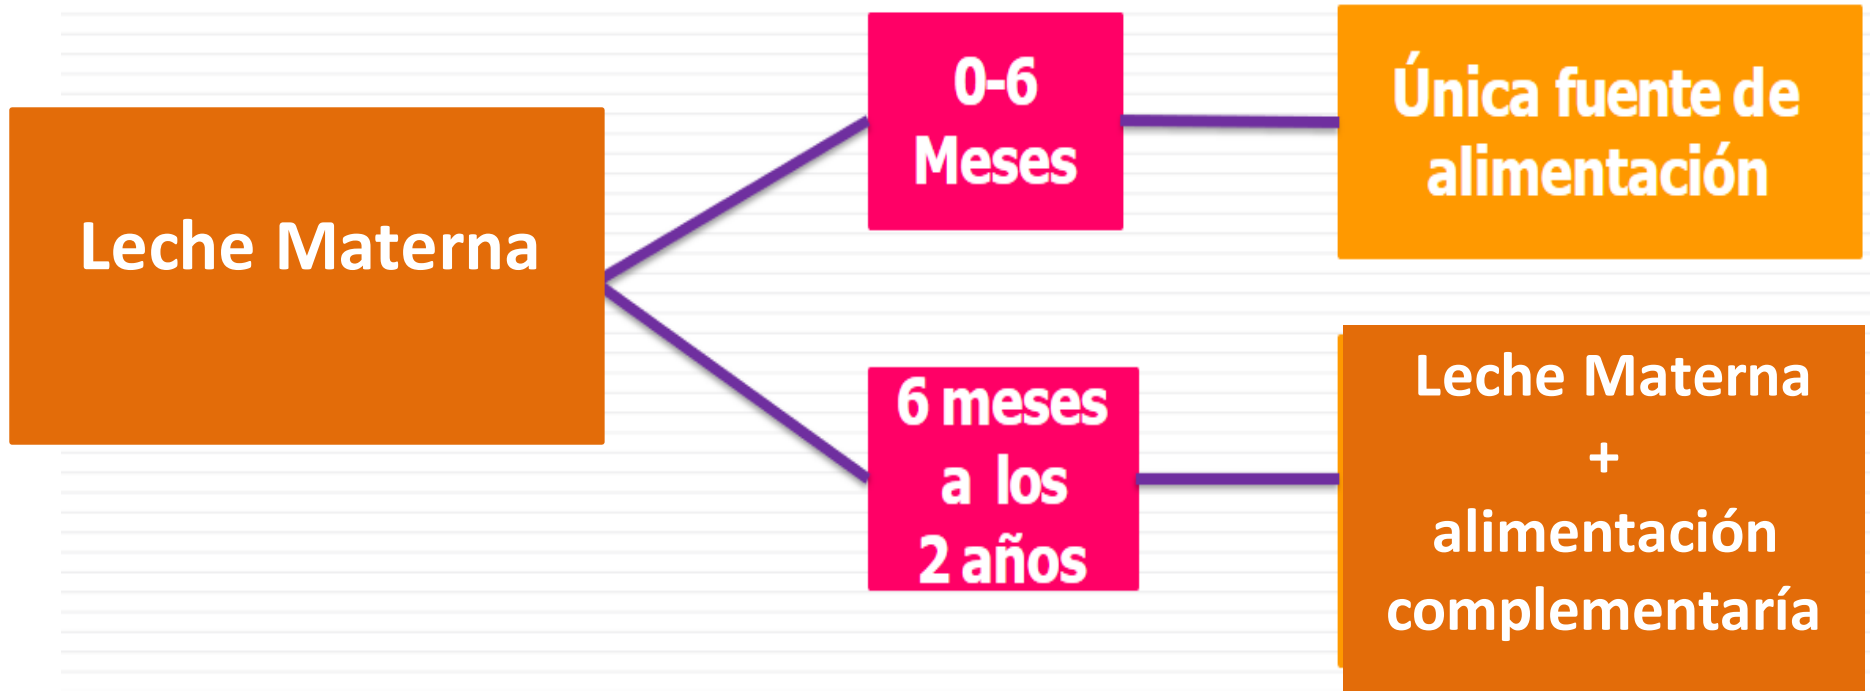 Leche Materna
0-6
Meses
Única fuente de
alimentación
6 meses
a los
2 años
Leche Materna
+
alimentación
complementaría